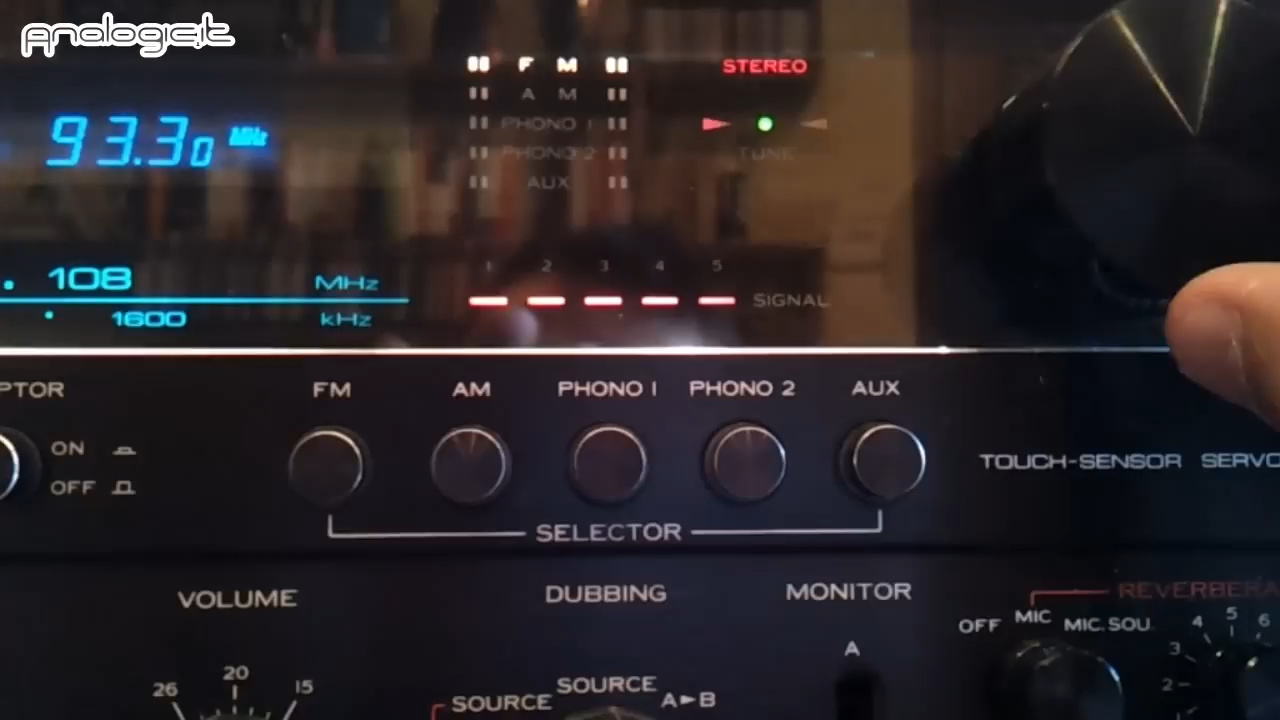 analogic.it
F M
STEREO
A M
93.30 MHz
PHONO 1
PHONO 2
TUNE
AUX
1 2 3 4 5
108 MHz
SIGNAL
1600 kHz
PTOR
FM AM PHONO 1 PHONO 2 AUX
ON
OFF
TOUCH-SENSOR SERVO
SELECTOR
VOLUME
DUBBING
MONITOR
REVERBERA
OFF MIC MIC.SOU
2 3 4 5 6
A
26 20 15
SOURCE SOURCE A►B